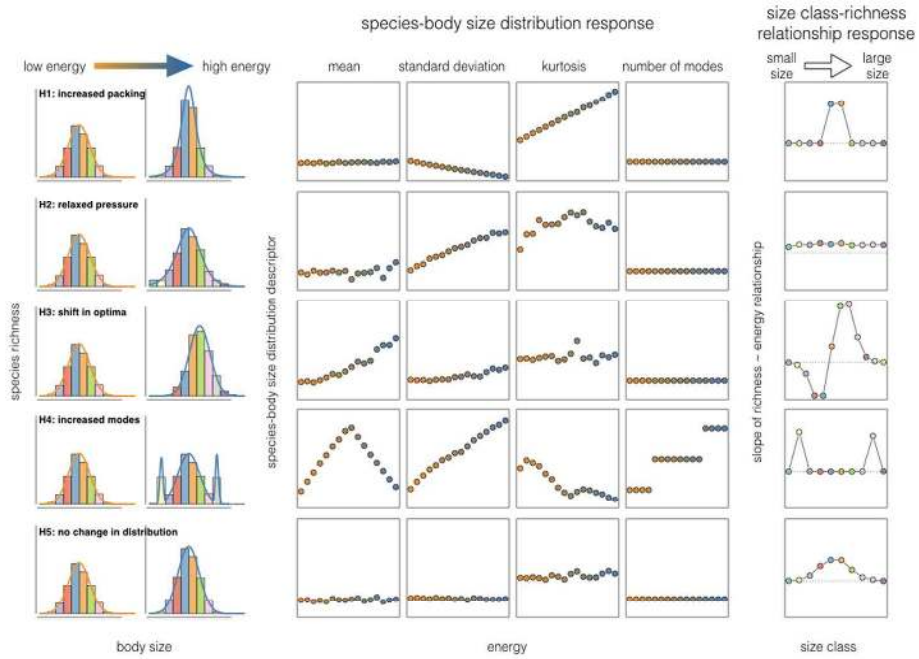 species-body size distribution response
size class-richness
relationship response
low energy
high energy
mean
standard deviation
kurtosis
number of modes
small
size
large
size
H1: increased packing
H2: relaxed pressure
H3: shift in optima
H4: increased modes
H5: no change in distribution
species richness
species-body size distribution descriptor
slope of richness – energy relationship
body size
energy
size class